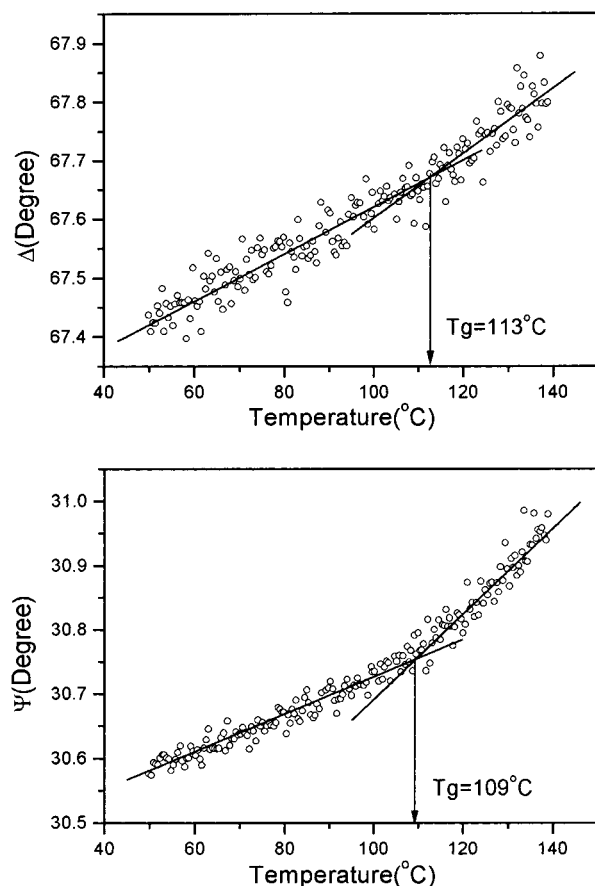 67.9
67.8
67.7
67.6
67.5
67.4
Δ(Degree)
Tg=113°C
40 60 80 100 120 140
Temperature(°C)
31.0
30.9
30.8
30.7
30.6
30.5
Ψ(Degree)
Tg=109°C
40 60 80 100 120 140
Temperature(°C)